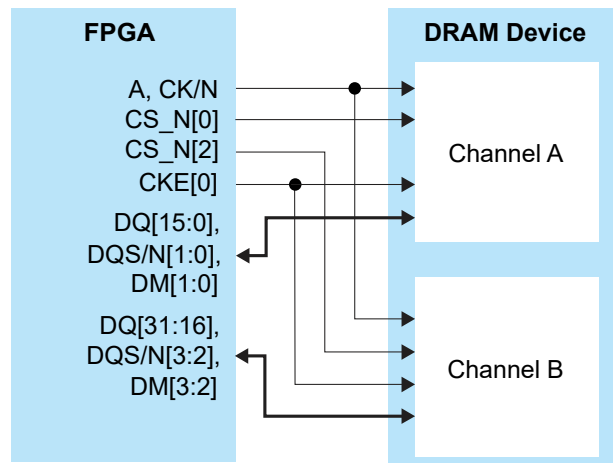 FPGA
DRAM Device
A, CK/N
CS_N[0]
CS_N[2]
CKE[0]
DQ[15:0],
DQS/N[1:0],
DM[1:0]
DQ[31:16],
DQS/N[3:2],
DM[3:2]
Channel A
Channel B